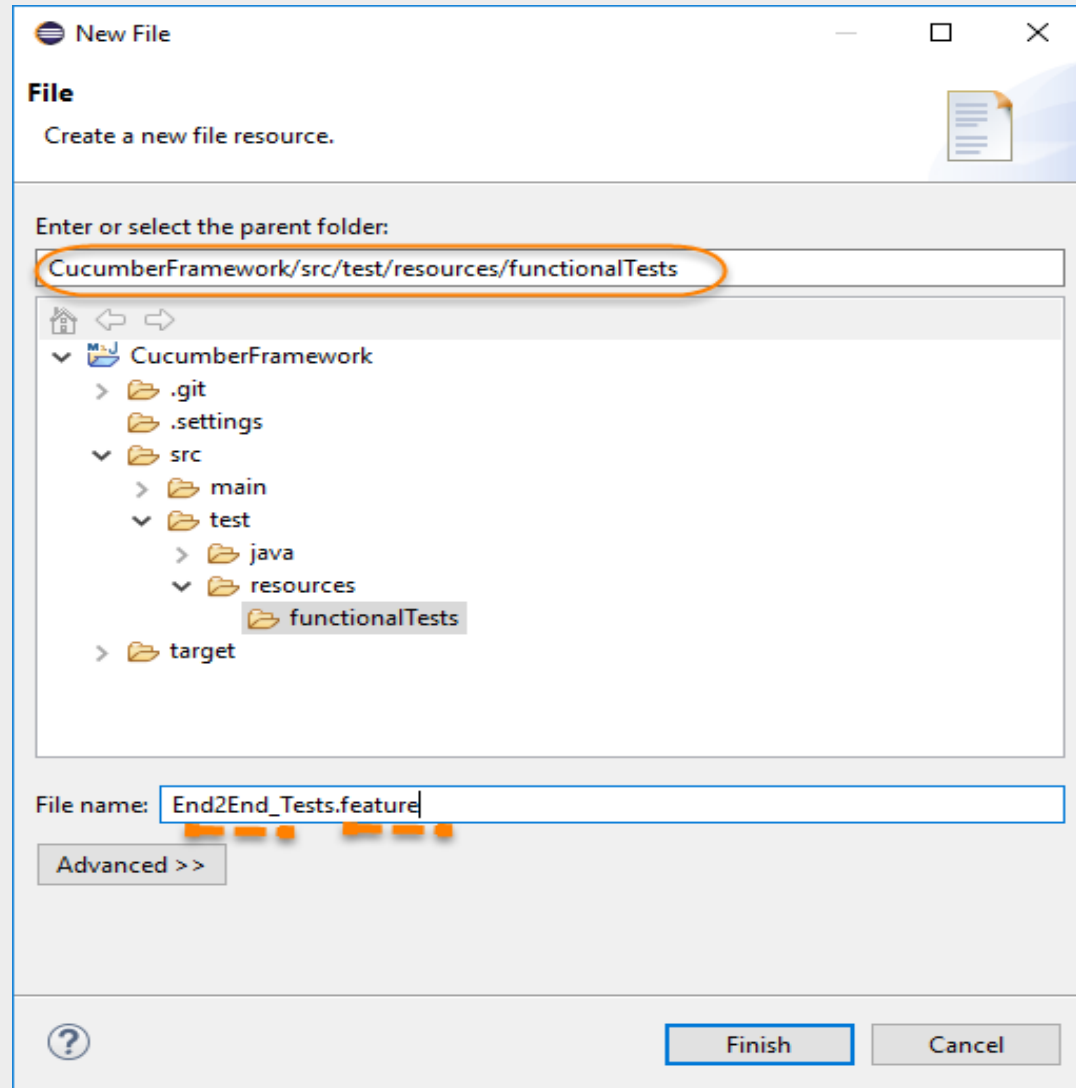 New File
File
Create a new file resource.
Enter or select the parent folder:
CucumberFramework/src/test/resources/functionalTests
CucumberFramework
.git
.settings
src
main
test
java
resources
functionalTests
target
File name: End2End_Tests.feature
Advanced >>
Finish Cancel